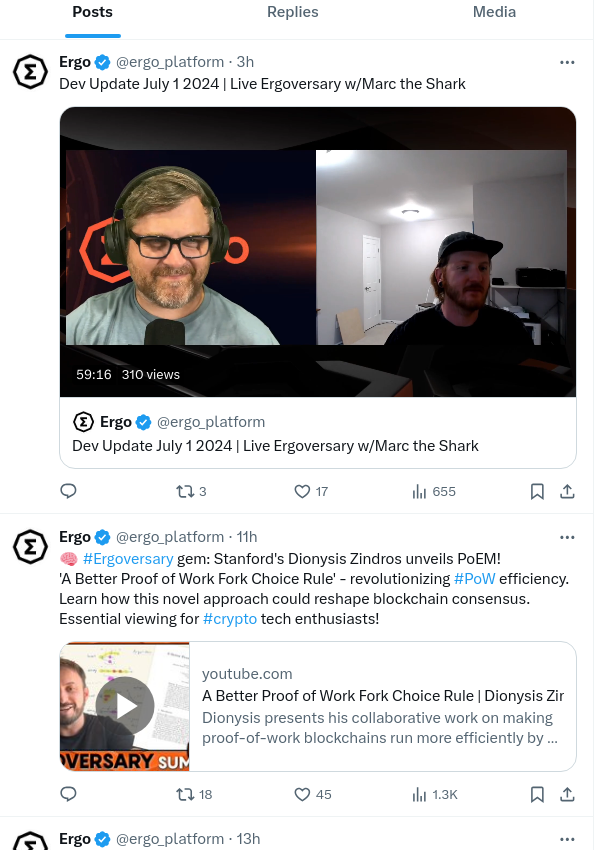 Posts Replies Media
Ergo @ergo_platform · 3h
Dev Update July 1 2024 | Live Ergoversary w/Marc the Shark
59:16 310 views
Ergo @ergo_platform
Dev Update July 1 2024 | Live Ergoversary w/Marc the Shark
3 17 655
Ergo @ergo_platform · 11h
🧠 #Ergoversary gem: Stanford's Dionysis Zindros unveils PoEM!
'A Better Proof of Work Fork Choice Rule' - revolutionizing #PoW efficiency.
Learn how this novel approach could reshape blockchain consensus.
Essential viewing for #crypto tech enthusiasts!
youtube.com
A Better Proof of Work Fork Choice Rule | Dionysis Zir
Dionysis presents his collaborative work on making
proof-of-work blockchains run more efficiently by ...
OVERSARY SUM
18 45 1.3K
Ergo @ergo_platform · 13h